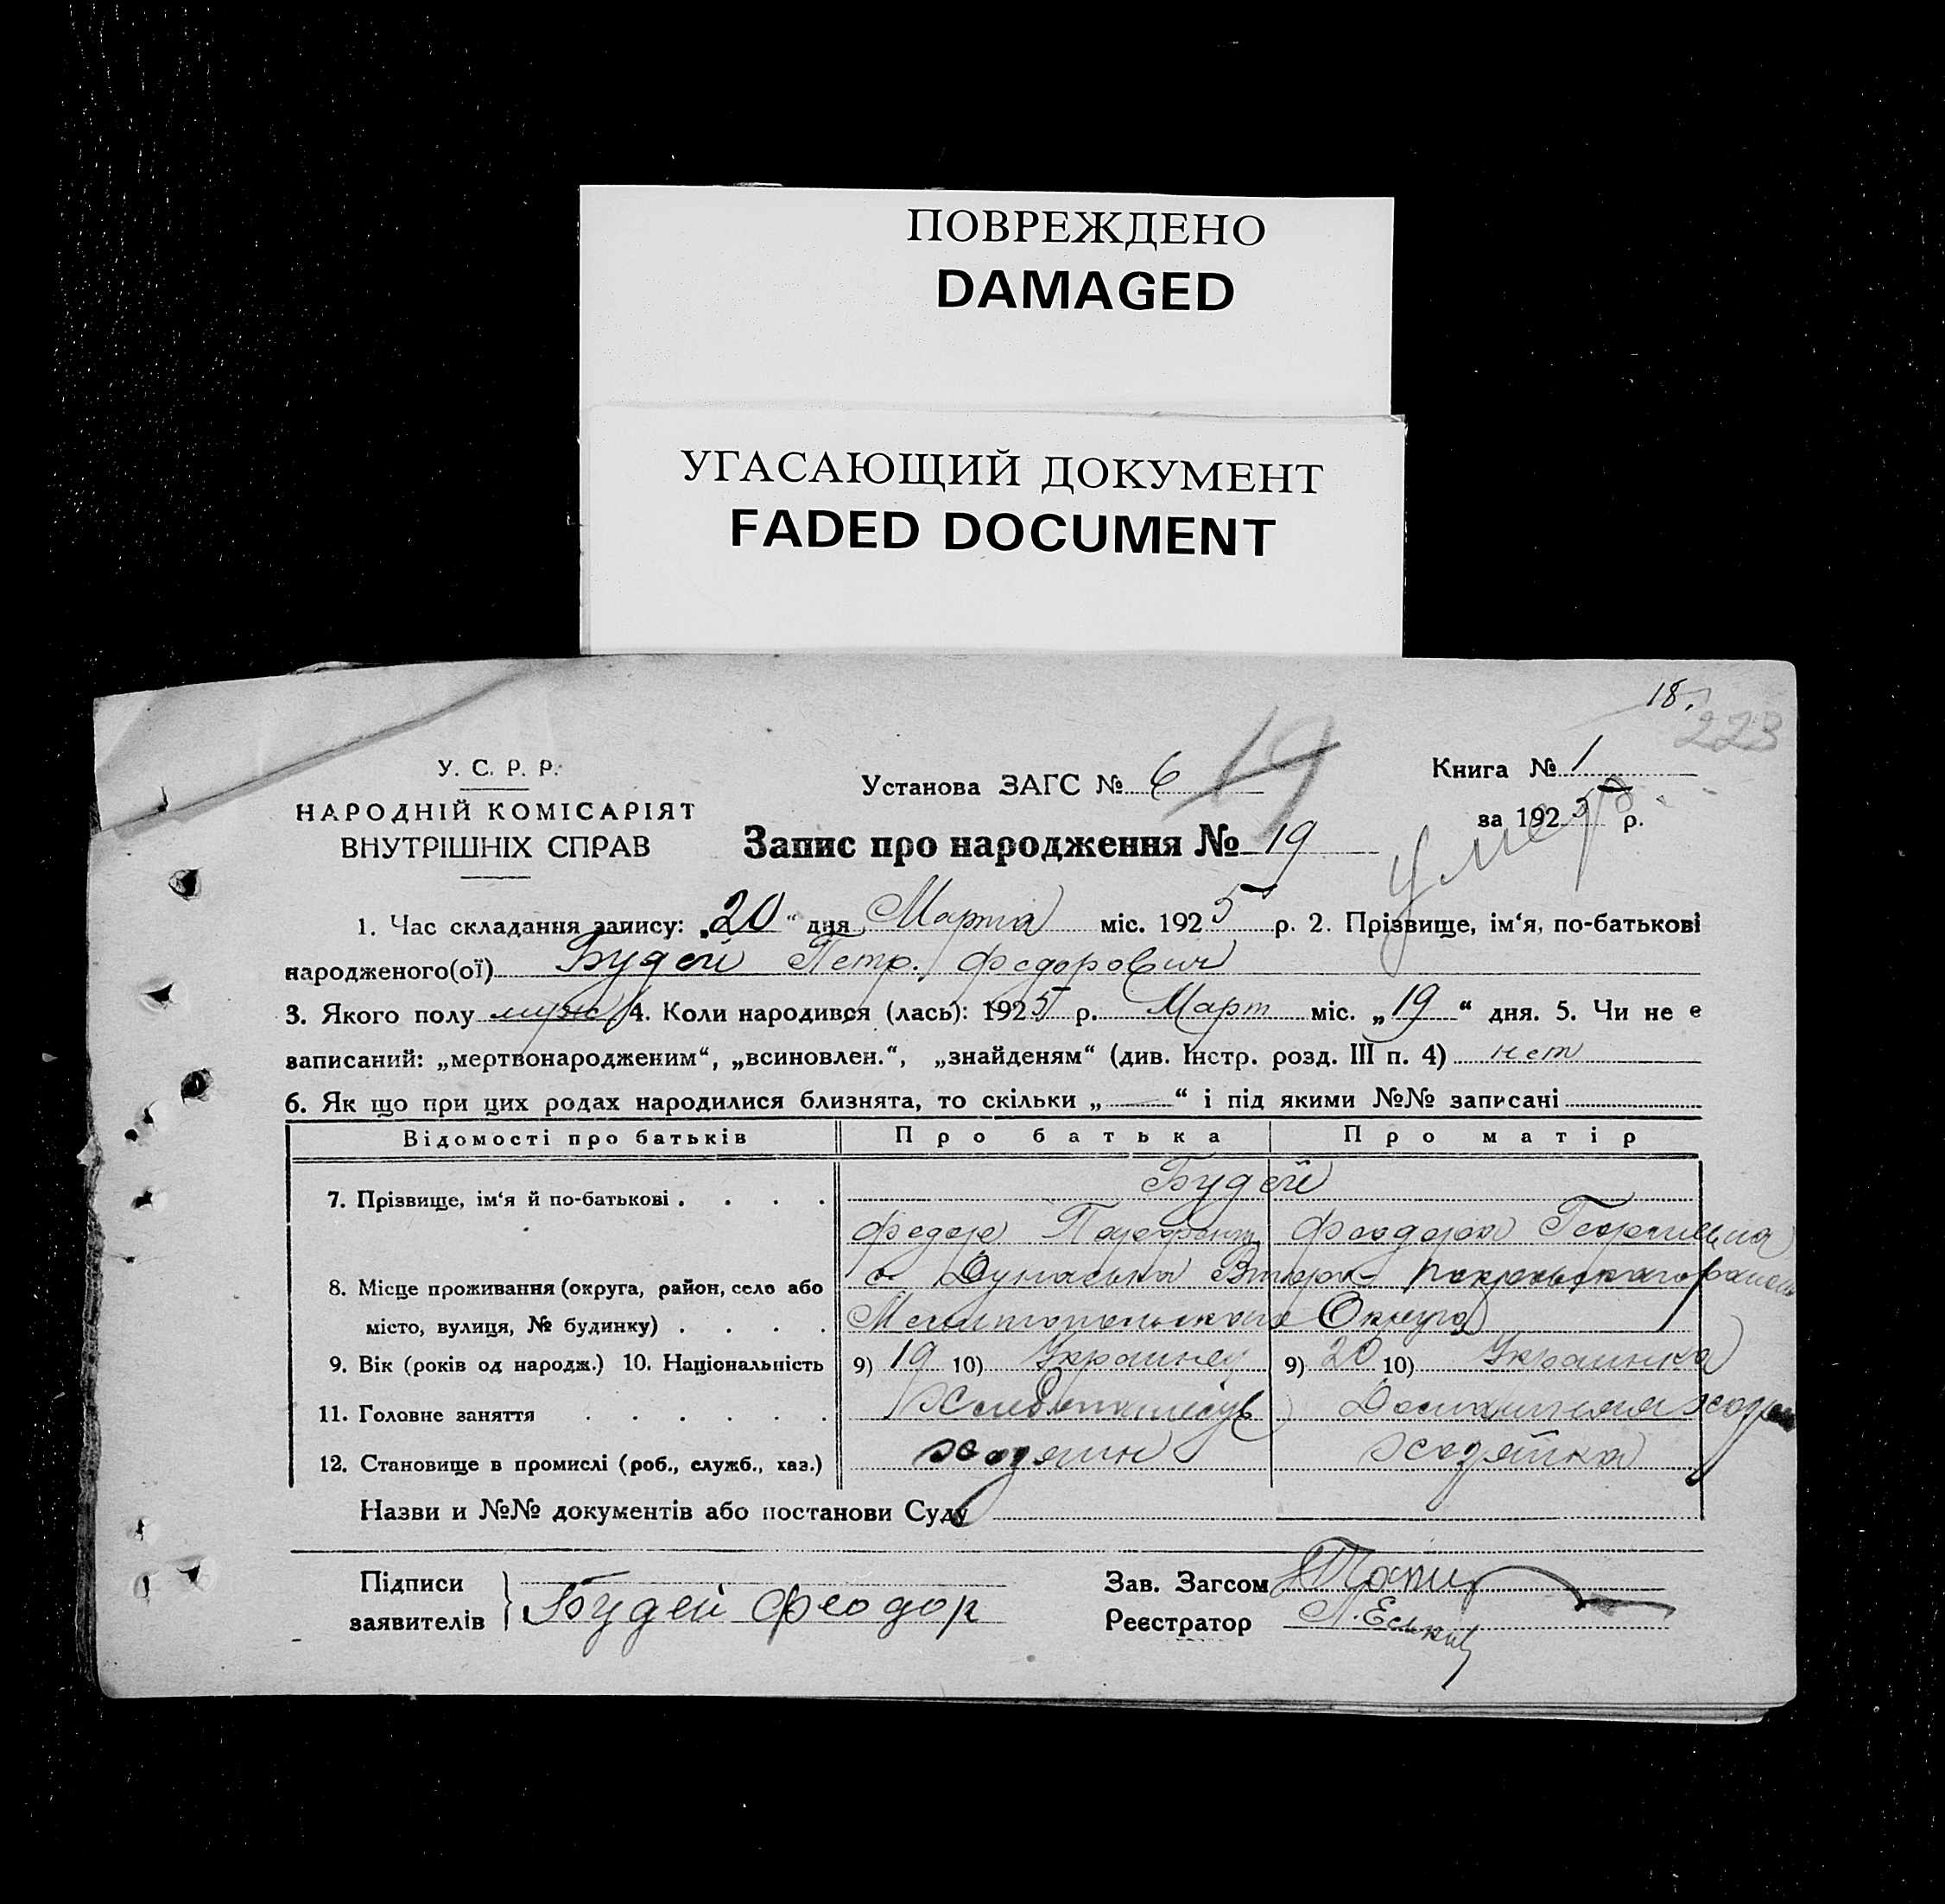 ПОВРЕЖДЕНО
DAMAGED
УГАСАЮЩИЙ ДОКУМЕНТ
FADED DOCUMENT
18.
223
У. С. Р. Р.
НАРОДНІЙ КОМІСАРІЯТ
ВНУТРІШНІХ СПРАВ
Установа ЗАГС № 6 19
Книга № 1
за 1925 р.
Умер
Запис про народження № 19
1. Час складання запису: „20“ дня Марта міс. 1925 р. 2. Прізвище, ім‘я, по-батькові
народженого(ої) Будей Петр Федорович
3. Якого полу муж 4. Коли народився (лась): 1925 р. Март міс. „19“ дня. 5. Чи не є
записаний: „мертвонародженим“, „всиновлен.“, „знайденям“ (див. Інстр. розд. III п. 4) нет
6. Як що при цих родах народилися близнята, то скільки „—“ і під якими №№ записані
Відомості про батьків Про батька Про матір
7. Прізвище, ім‘я й по-батькові . . . . Будей
Федор Феодора Георгиевна
8. Місце проживання (округа, район, село або
місто, вулиця, № будинку) . . . . Мелитопольского Округа
9. Вік (років од народж.) 10. Національність 9) 19 10) Украинец 9) 20 10) Украинка
11. Головне заняття . . . . . . Хлебопашец Домашняя
12. Становище в промислі (роб., служб., хаз.) хозяин хозяйка
Назви и №№ документів або постанови Суду
Підписи
заявителів Будей Феодор
Зав. Загсом
Реєстратор